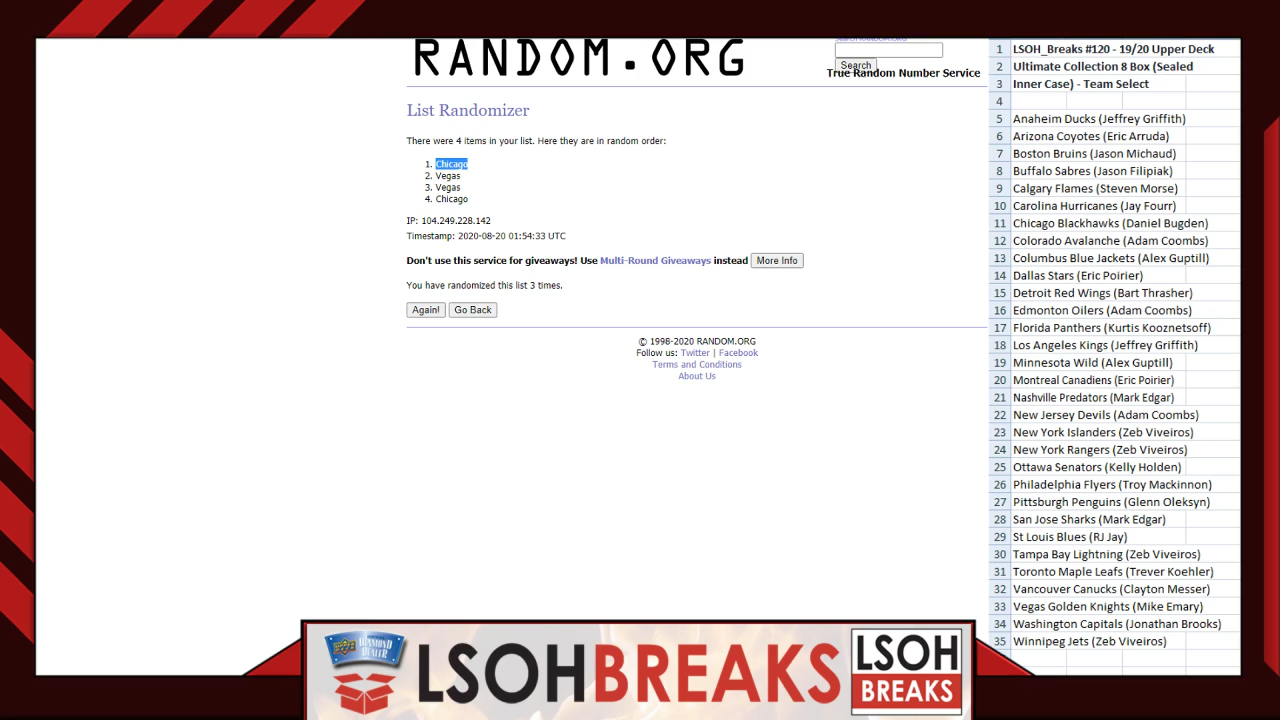 RANDOM.ORG
Search
True Random Number Service
List Randomizer
There were 4 items in your list. Here they are in random order:
1. Chicago
2. Vegas
3. Vegas
4. Chicago
IP: 104.249.228.142
Timestamp: 2020-08-20 01:54:33 UTC
Don't use this service for giveaways! Use Multi-Round Giveaways instead More Info
You have randomized this list 3 times.
Again! Go Back
© 1998-2020 RANDOM.ORG
Follow us: Twitter | Facebook
Terms and Conditions
About Us
1 LSOH_Breaks #120 - 19/20 Upper Deck
2 Ultimate Collection 8 Box (Sealed
3 Inner Case) - Team Select
4
5 Anaheim Ducks (Jeffrey Griffith)
6 Arizona Coyotes (Eric Arruda)
7 Boston Bruins (Jason Michaud)
8 Buffalo Sabres (Jason Filipiak)
9 Calgary Flames (Steven Morse)
10 Carolina Hurricanes (Jay Fourr)
11 Chicago Blackhawks (Daniel Bugden)
12 Colorado Avalanche (Adam Coombs)
13 Columbus Blue Jackets (Alex Guptill)
14 Dallas Stars (Eric Poirier)
15 Detroit Red Wings (Bart Thrasher)
16 Edmonton Oilers (Adam Coombs)
17 Florida Panthers (Kurtis Kooznetsoff)
18 Los Angeles Kings (Jeffrey Griffith)
19 Minnesota Wild (Alex Guptill)
20 Montreal Canadiens (Eric Poirier)
21 Nashville Predators (Mark Edgar)
22 New Jersey Devils (Adam Coombs)
23 New York Islanders (Zeb Viveiros)
24 New York Rangers (Zeb Viveiros)
25 Ottawa Senators (Kelly Holden)
26 Philadelphia Flyers (Troy Mackinnon)
27 Pittsburgh Penguins (Glenn Oleksyn)
28 San Jose Sharks (Mark Edgar)
29 St Louis Blues (RJ Jay)
30 Tampa Bay Lightning (Zeb Viveiros)
31 Toronto Maple Leafs (Trever Koehler)
32 Vancouver Canucks (Clayton Messer)
33 Vegas Golden Knights (Mike Emary)
34 Washington Capitals (Jonathan Brooks)
35 Winnipeg Jets (Zeb Viveiros)
DIAMOND
DEALER
LSOHBREAKS
LSOH
BREAKS